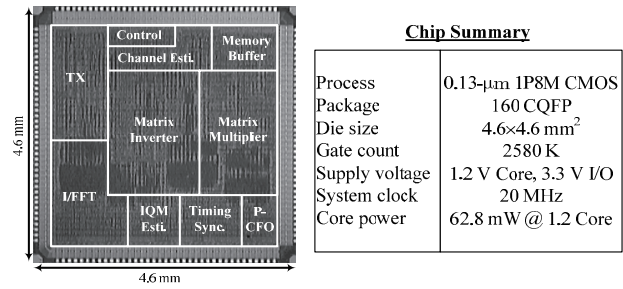 Control
Channel Esti.
Memory
Buffer
TX
Matrix
Inverter
Matrix
Multiplier
I/FFT
IQM
Esti.
Timing
Sync.
P-
CFO
4.6 mm
4.6 mm
Chip Summary
Process 0.13-μm 1P8M CMOS
Package 160 CQFP
Die size 4.6×4.6 mm²
Gate count 2580 K
Supply voltage 1.2 V Core, 3.3 V I/O
System clock 20 MHz
Core power 62.8 mW @ 1.2 Core